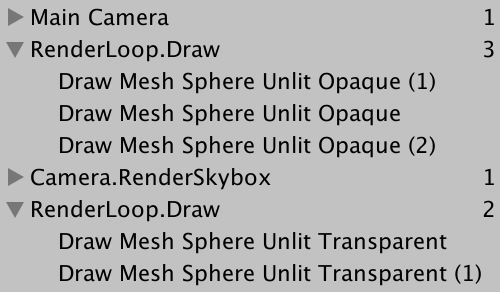 Main Camera 1
RenderLoop.Draw 3
Draw Mesh Sphere Unlit Opaque (1)
Draw Mesh Sphere Unlit Opaque
Draw Mesh Sphere Unlit Opaque (2)
Camera.RenderSkybox 1
RenderLoop.Draw 2
Draw Mesh Sphere Unlit Transparent
Draw Mesh Sphere Unlit Transparent (1)